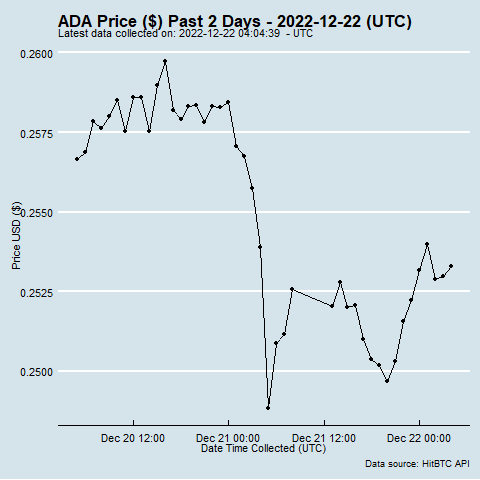 ADA Price ($) Past 2 Days - 2022-12-22 (UTC)
Latest data collected on: 2022-12-22 04:04:39 - UTC
0.2600
0.2575
0.2550
0.2525
0.2500
Price USD ($)
Dec 20 12:00
Dec 21 00:00
Dec 21 12:00
Dec 22 00:00
Date Time Collected (UTC)
Data source: HitBTC API